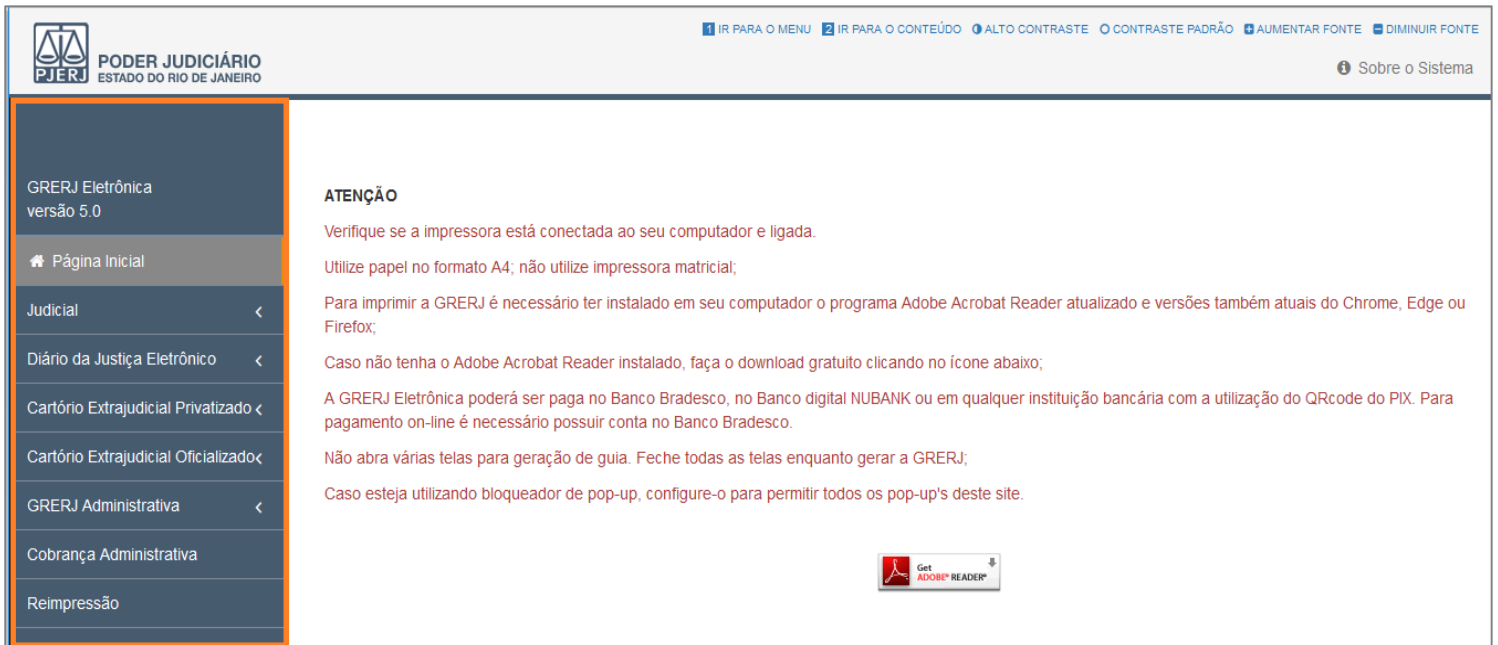 1 IR PARA O MENU 2 IR PARA O CONTEÚDO ALTO CONTRASTE CONTRASTE PADRÃO AUMENTAR FONTE DIMINUIR FONTE
PJERJ
PODER JUDICIÁRIO
ESTADO DO RIO DE JANEIRO
Sobre o Sistema
GRERJ Eletrônica
versão 5.0
Página Inicial
Judicial
Diário da Justiça Eletrônico
Cartório Extrajudicial Privatizado
Cartório Extrajudicial Oficializado
GRERJ Administrativa
Cobrança Administrativa
Reimpressão
ATENÇÃO
Verifique se a impressora está conectada ao seu computador e ligada.
Utilize papel no formato A4; não utilize impressora matricial;
Para imprimir a GRERJ é necessário ter instalado em seu computador o programa Adobe Acrobat Reader atualizado e versões também atuais do Chrome, Edge ou
Firefox;
Caso não tenha o Adobe Acrobat Reader instalado, faça o download gratuito clicando no ícone abaixo;
A GRERJ Eletrônica poderá ser paga no Banco Bradesco, no Banco digital NUBANK ou em qualquer instituição bancária com a utilização do QRcode do PIX. Para
pagamento on-line é necessário possuir conta no Banco Bradesco.
Não abra várias telas para geração de guia. Feche todas as telas enquanto gerar a GRERJ;
Caso esteja utilizando bloqueador de pop-up, configure-o para permitir todos os pop-up's deste site.
Get
ADOBE® READER®